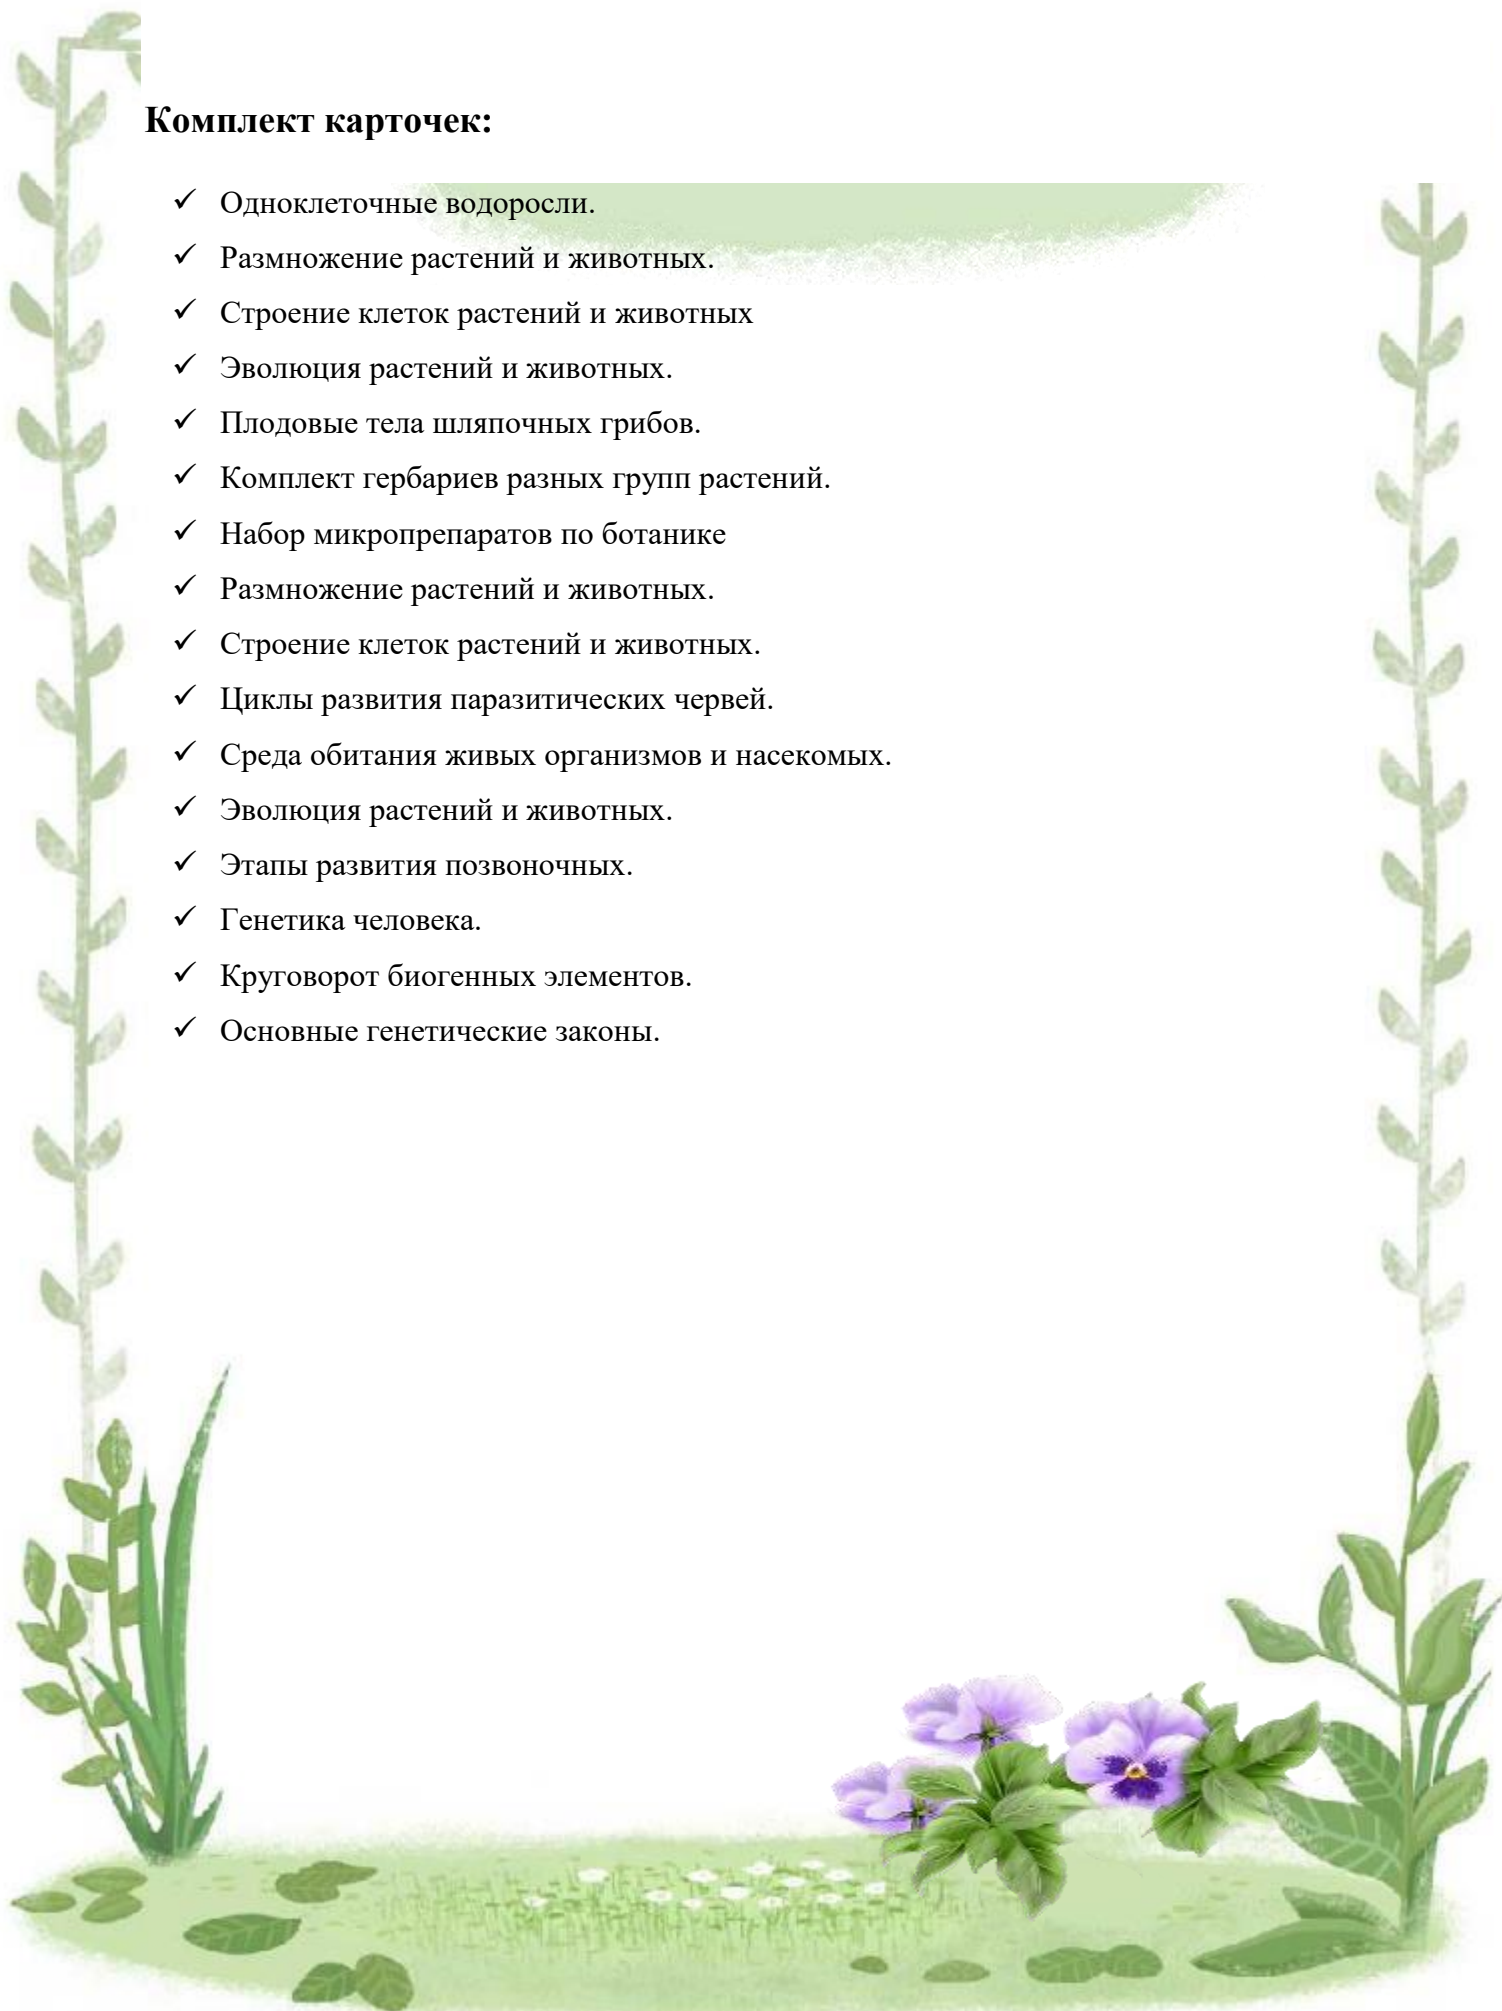 Комплект карточек:
✓ Одноклеточные водоросли.
✓ Размножение растений и животных.
✓ Строение клеток растений и животных
✓ Эволюция растений и животных.
✓ Плодовые тела шляпочных грибов.
✓ Комплект гербариев разных групп растений.
✓ Набор микропрепаратов по ботанике
✓ Размножение растений и животных.
✓ Строение клеток растений и животных.
✓ Циклы развития паразитических червей.
✓ Среда обитания живых организмов и насекомых.
✓ Эволюция растений и животных.
✓ Этапы развития позвоночных.
✓ Генетика человека.
✓ Круговорот биогенных элементов.
✓ Основные генетические законы.